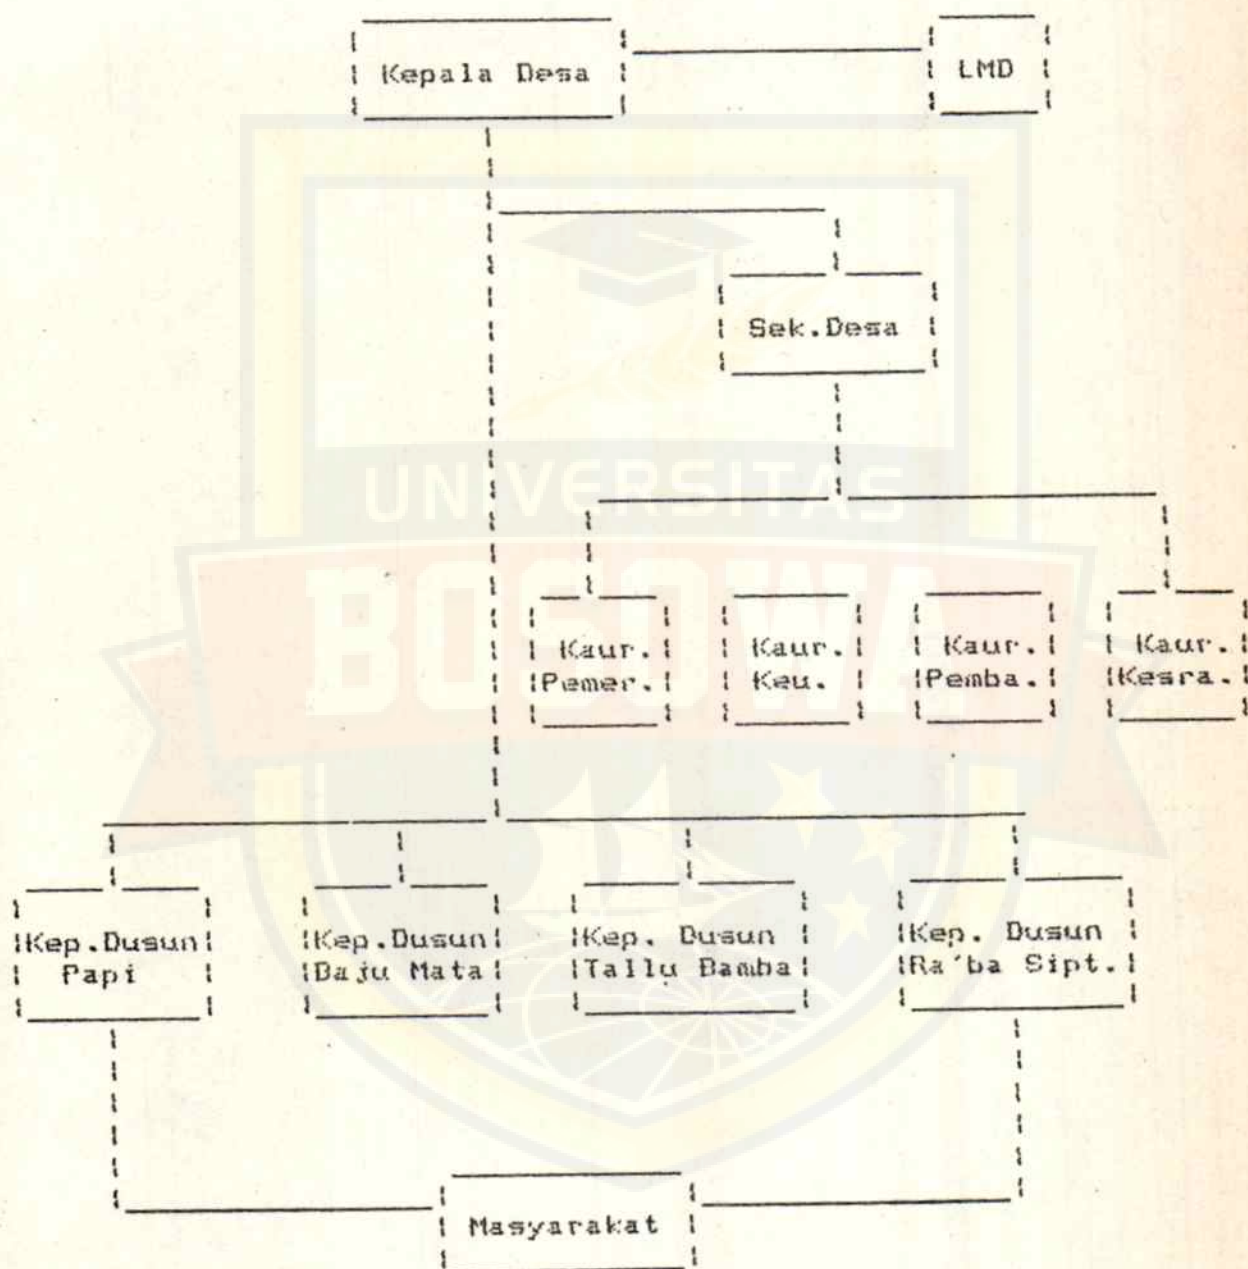 Kepala Desa
LMD
Sek.Desa
UNIVERSITAS
BOSOWA
Kaur.
Pemer.
Kaur.
Keu.
Kaur.
Pemba.
Kaur.
Kesra.
Kep.Dusun
Papi
Kep.Dusun
Baju Mata
Kep. Dusun
Tallu Bamba
Kep. Dusun
Ra'ba Sipt.
Masyarakat